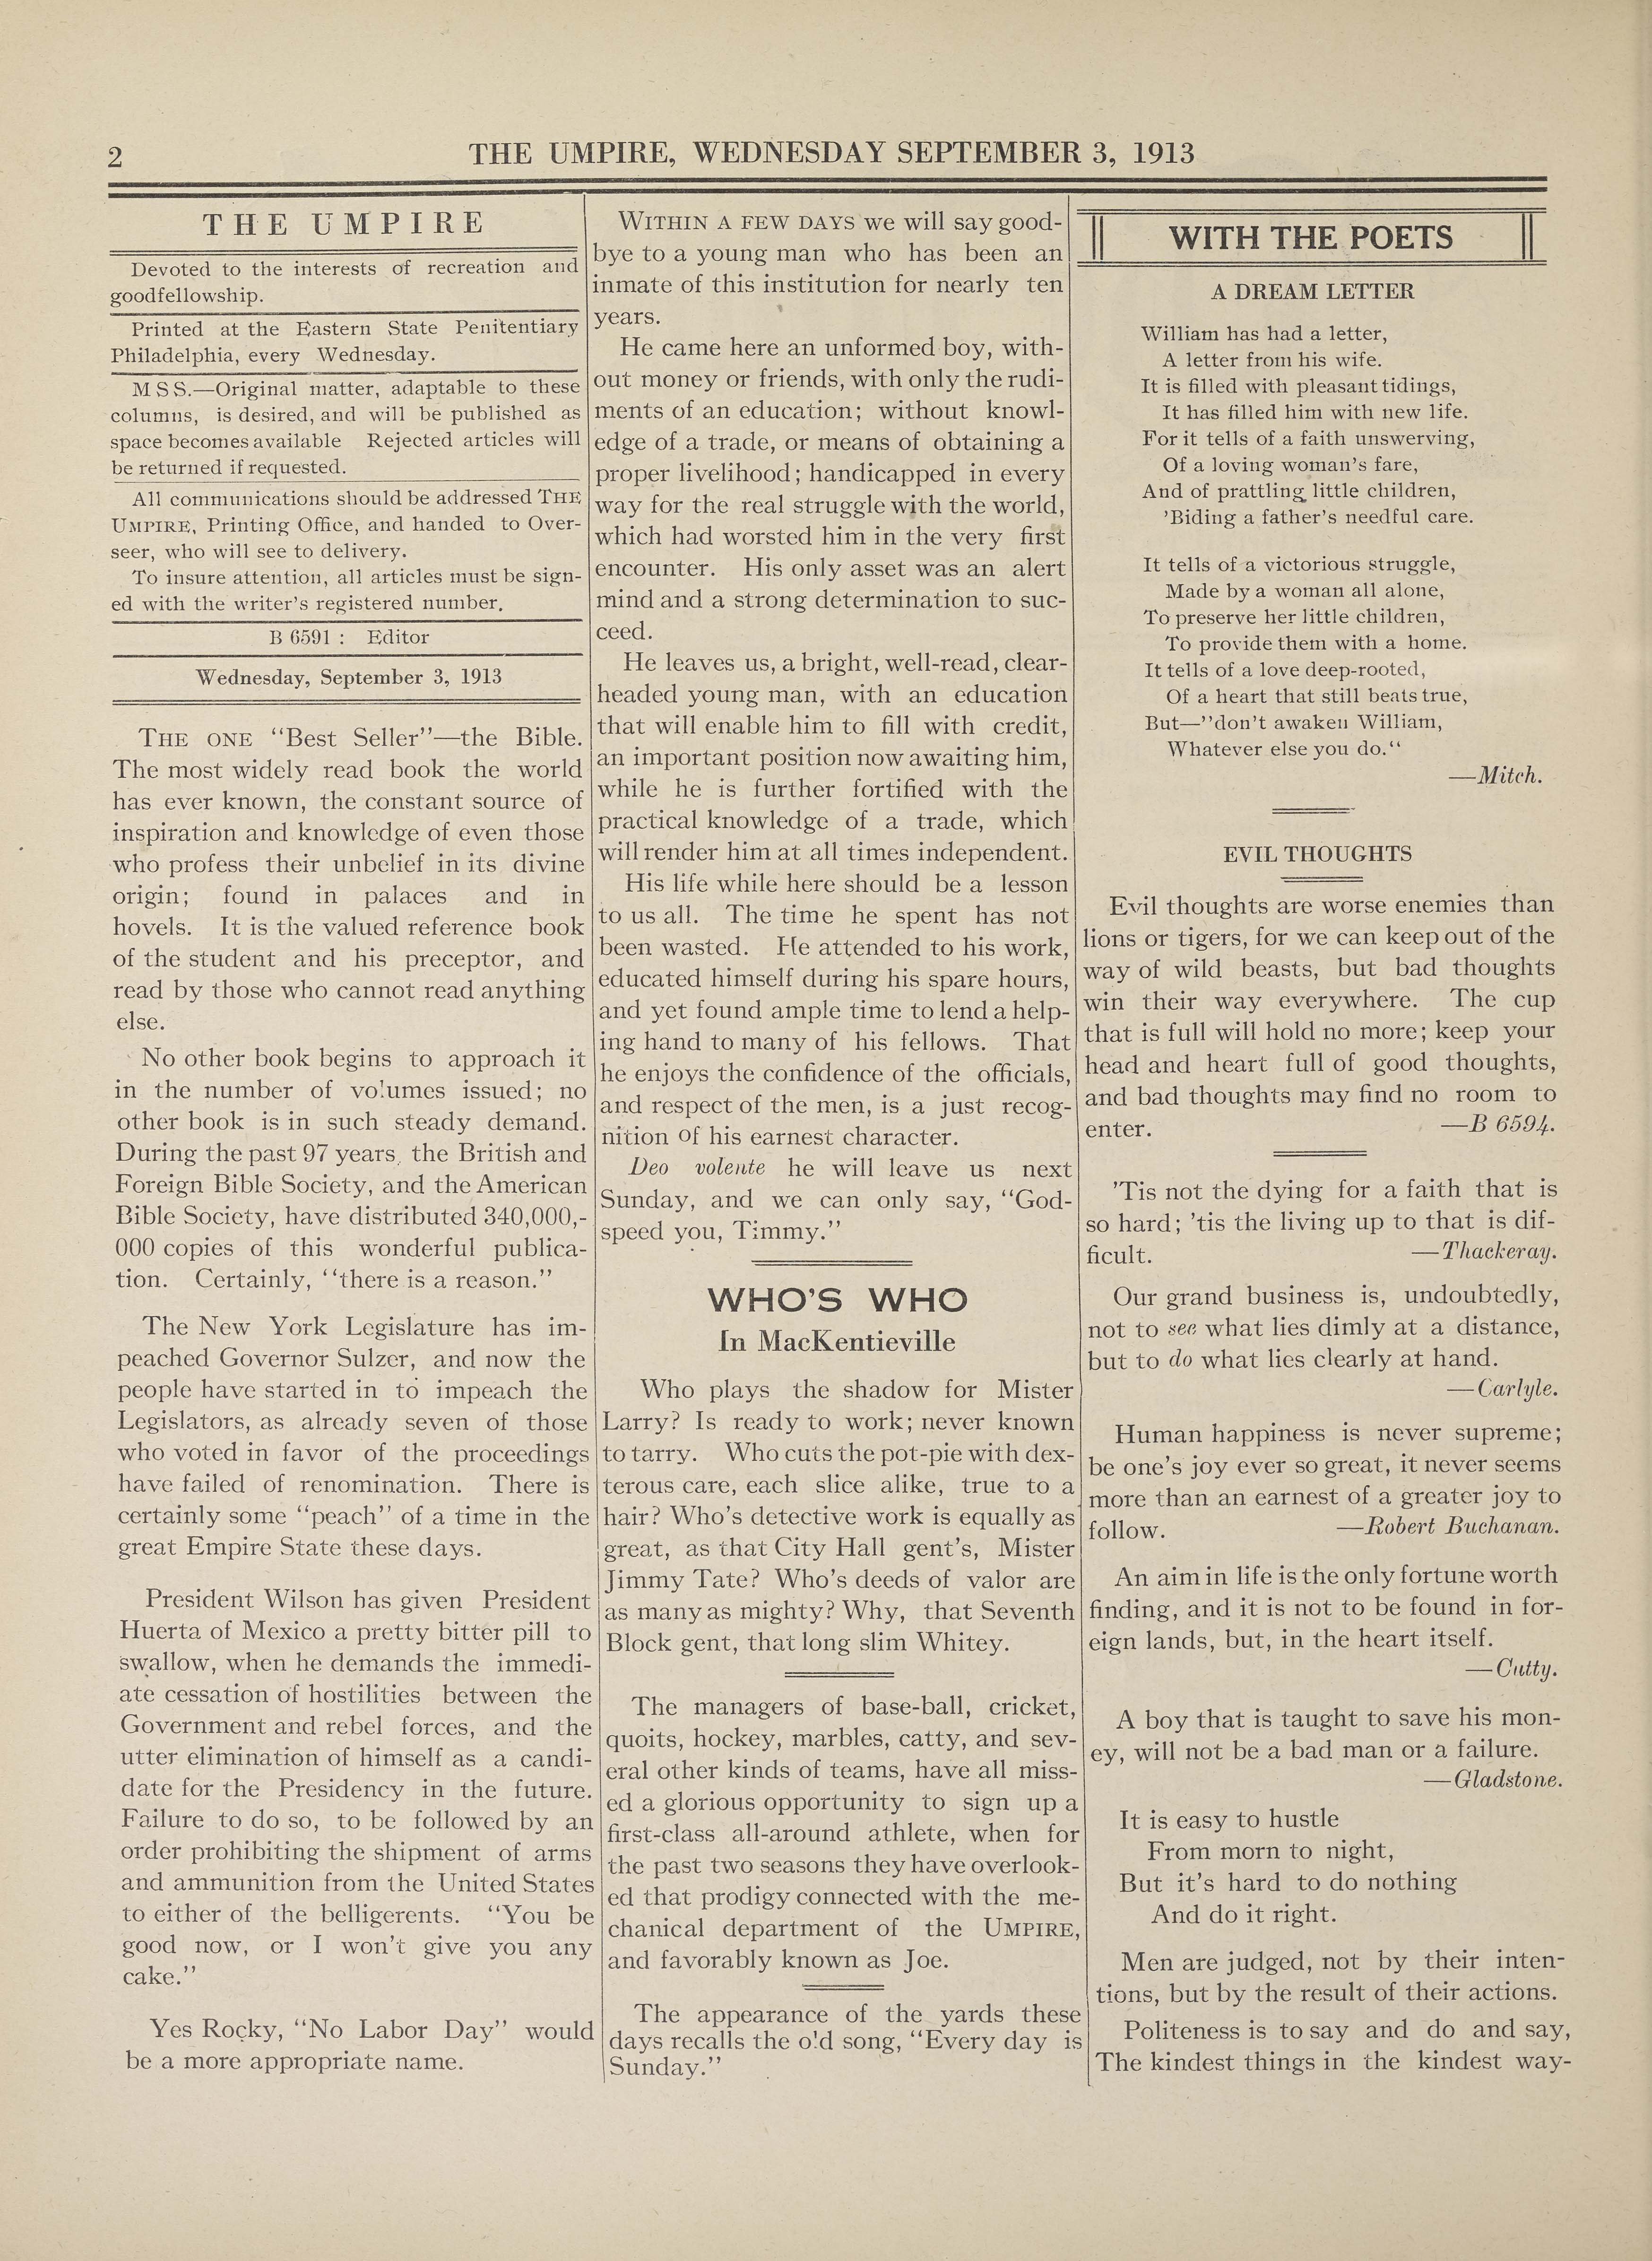 2
THE UMPIRE, WEDNESDAY SEPTEMBER 3, 1913
THE UMPIRE
Devoted to the interests of recreation and
goodfellowship.
Printed at the Eastern State Penitentiary
Philadelphia, every Wednesday.
MSS.—Original matter, adaptable to these
columns, is desired, and will be published as
space becomes available Rejected articles will
be returned if requested.
All communications should be addressed THE
UMPIRE, Printing Office, and handed to Over-
seer, who will see to delivery.
To insure attention, all articles must be sign-
ed with the writer's registered number.
B 6591 : Editor
Wednesday, September 3, 1913
THE ONE "Best Seller"—the Bible.
The most widely read book the world
has ever known, the constant source of
inspiration and knowledge of even those
who profess their unbelief in its divine
origin; found in palaces and in
hovels. It is the valued reference book
of the student and his preceptor, and
read by those who cannot read anything
else.
No other book begins to approach it
in the number of volumes issued; no
other book is in such steady demand.
During the past 97 years, the British and
Foreign Bible Society, and the American
Bible Society, have distributed 340,000,-
000 copies of this wonderful publica-
tion. Certainly, "there is a reason."
The New York Legislature has im-
peached Governor Sulzer, and now the
people have started in to impeach the
Legislators, as already seven of those
who voted in favor of the proceedings
have failed of renomination. There is
certainly some "peach" of a time in the
great Empire State these days.
President Wilson has given President
Huerta of Mexico a pretty bitter pill to
swallow, when he demands the immedi-
ate cessation of hostilities between the
Government and rebel forces, and the
utter elimination of himself as a candi-
date for the Presidency in the future.
Failure to do so, to be followed by an
order prohibiting the shipment of arms
and ammunition from the United States
to either of the belligerents. "You be
good now, or I won't give you any
cake."
Yes Rocky, "No Labor Day" would
be a more appropriate name.
WITHIN A FEW DAYS we will say good-
bye to a young man who has been an
inmate of this institution for nearly ten
years.
He came here an unformed boy, with-
out money or friends, with only the rudi-
ments of an education; without knowl-
edge of a trade, or means of obtaining a
proper livelihood; handicapped in every
way for the real struggle with the world,
which had worsted him in the very first
encounter. His only asset was an alert
mind and a strong determination to suc-
ceed.
He leaves us, a bright, well-read, clear-
headed young man, with an education
that will enable him to fill with credit,
an important position now awaiting him,
while he is further fortified with the
practical knowledge of a trade, which
will render him at all times independent.
His life while here should be a lesson
to us all. The time he spent has not
been wasted. He attended to his work,
educated himself during his spare hours,
and yet found ample time to lend a help-
ing hand to many of his fellows. That
he enjoys the confidence of the officials,
and respect of the men, is a just recog-
nition of his earnest character.
Deo volente he will leave us next
Sunday, and we can only say, "God-
speed you, Timmy."
WHO'S WHO
In MacKentieville
Who plays the shadow for Mister
Larry? Is ready to work; never known
to tarry. Who cuts the pot-pie with dex-
terous care, each slice alike, true to a
hair? Who's detective work is equally as
great, as that City Hall gent's, Mister
Jimmy Tate? Who's deeds of valor are
as many as mighty? Why, that Seventh
Block gent, that long slim Whitey.
The managers of base-ball, cricket,
quoits, hockey, marbles, catty, and sev-
eral other kinds of teams, have all miss-
ed a glorious opportunity to sign up a
first-class all-around athlete, when for
the past two seasons they have overlook-
ed that prodigy connected with the me-
chanical department of the UMPIRE,
and favorably known as Joe.
The appearance of the yards these
days recalls the old song, "Every day is
Sunday."
WITH THE POETS
A DREAM LETTER
William has had a letter,
A letter from his wife.
It is filled with pleasant tidings,
It has filled him with new life.
For it tells of a faith unswerving,
Of a loving woman's fare,
And of prattling little children,
'Biding a father's needful care.
It tells of a victorious struggle,
Made by a woman all alone,
To preserve her little children,
To provide them with a home.
It tells of a love deep-rooted,
Of a heart that still beats true,
But—"don't awaken William,
Whatever else you do."
—Mitch.
EVIL THOUGHTS
Evil thoughts are worse enemies than
lions or tigers, for we can keep out of the
way of wild beasts, but bad thoughts
win their way everywhere. The cup
that is full will hold no more; keep your
head and heart full of good thoughts,
and bad thoughts may find no room to
enter. —B 6594.
'Tis not the dying for a faith that is
so hard; 'tis the living up to that is dif-
ficult. —Thackeray.
Our grand business is, undoubtedly,
not to see what lies dimly at a distance,
but to do what lies clearly at hand.
—Carlyle.
Human happiness is never supreme;
be one's joy ever so great, it never seems
more than an earnest of a greater joy to
follow. —Robert Buchanan.
An aim in life is the only fortune worth
finding, and it is not to be found in for-
eign lands, but, in the heart itself.
—Cutty.
A boy that is taught to save his mon-
ey, will not be a bad man or a failure.
—Gladstone.
It is easy to hustle
From morn to night,
But it's hard to do nothing
And do it right.
Men are judged, not by their inten-
tions, but by the result of their actions.
Politeness is to say and do and say,
The kindest things in the kindest way-